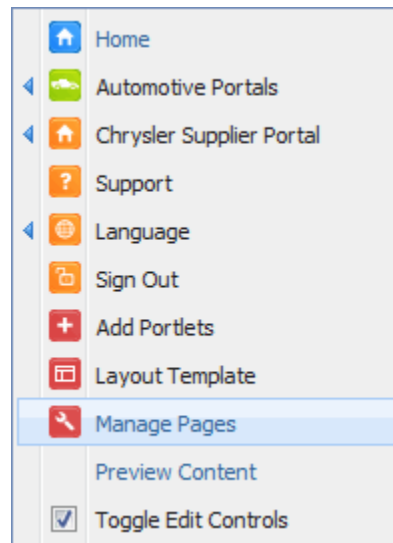 Home
Automotive Portals
Chrysler Supplier Portal
Support
Language
Sign Out
Add Portlets
Layout Template
Manage Pages
Preview Content
Toggle Edit Controls